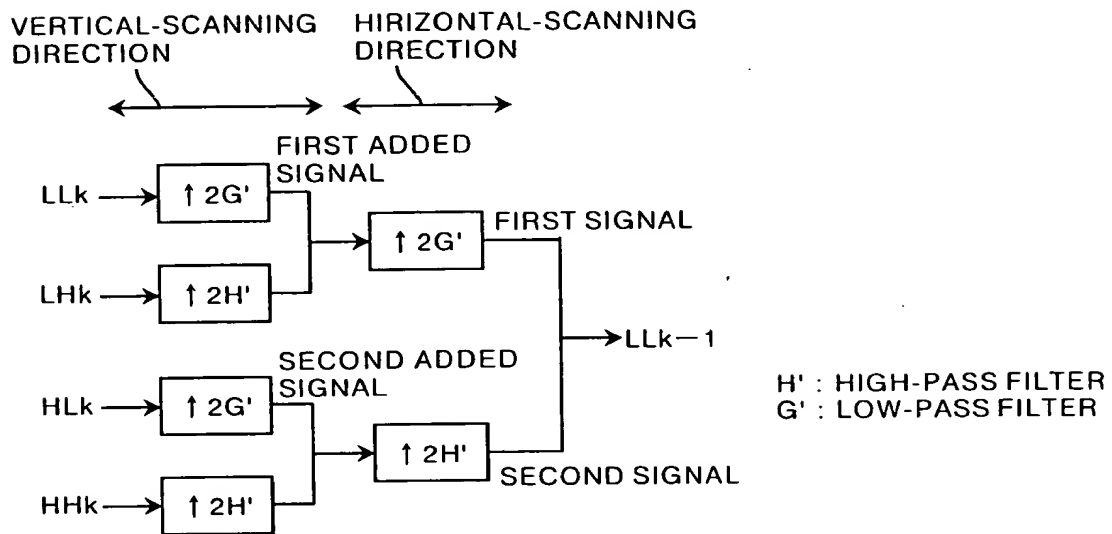 VERTICAL-SCANNING
DIRECTION
HIRIZONTAL-SCANNING
DIRECTION
FIRST ADDED
SIGNAL
LLk
↑ 2G'
FIRST SIGNAL
↑ 2G'
LHk
↑ 2H'
LLk-1
SECOND ADDED
SIGNAL
HLk
↑ 2G'
↑ 2H'
SECOND SIGNAL
HHk
↑ 2H'
H' : HIGH-PASS FILTER
G' : LOW-PASS FILTER